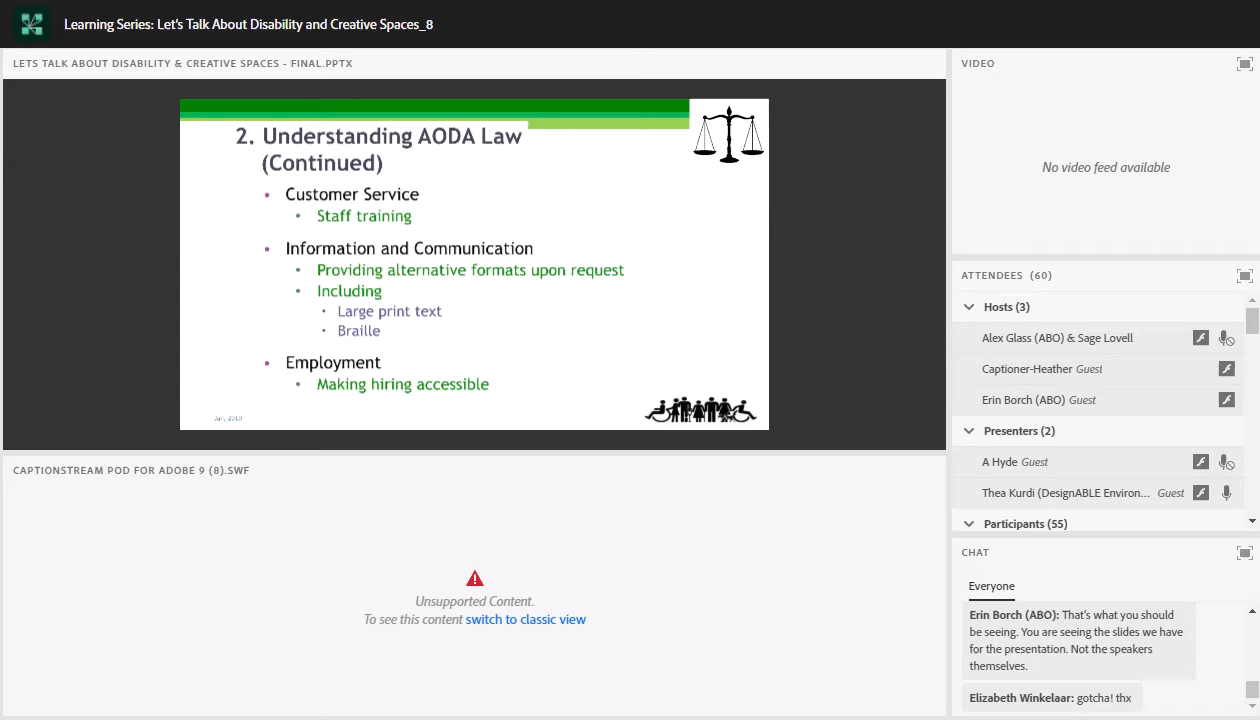 Learning Series: Let's Talk About Disability and Creative Spaces_8
LETS TALK ABOUT DISABILITY & CREATIVE SPACES - FINAL.PPTX
2. Understanding AODA Law
(Continued)
• Customer Service
• Staff training
• Information and Communication
• Providing alternative formats upon request
• Including
• Large print text
• Braille
• Employment
• Making hiring accessible
Jan, 2019
CAPTIONSTREAM POD FOR ADOBE 9 (8).SWF
Unsupported Content.
To see this content switch to classic view
VIDEO
No video feed available
ATTENDEES (60)
Hosts (3)
Alex Glass (ABO) & Sage Lovell
Captioner-Heather Guest
Erin Borch (ABO) Guest
Presenters (2)
A Hyde Guest
Thea Kurdi (DesignABLE Environ... Guest
Participants (55)
CHAT
Everyone
Erin Borch (ABO): That's what you should
be seeing. You are seeing the slides we have
for the presentation. Not the speakers
themselves.
Elizabeth Winkelaar: gotcha! thx